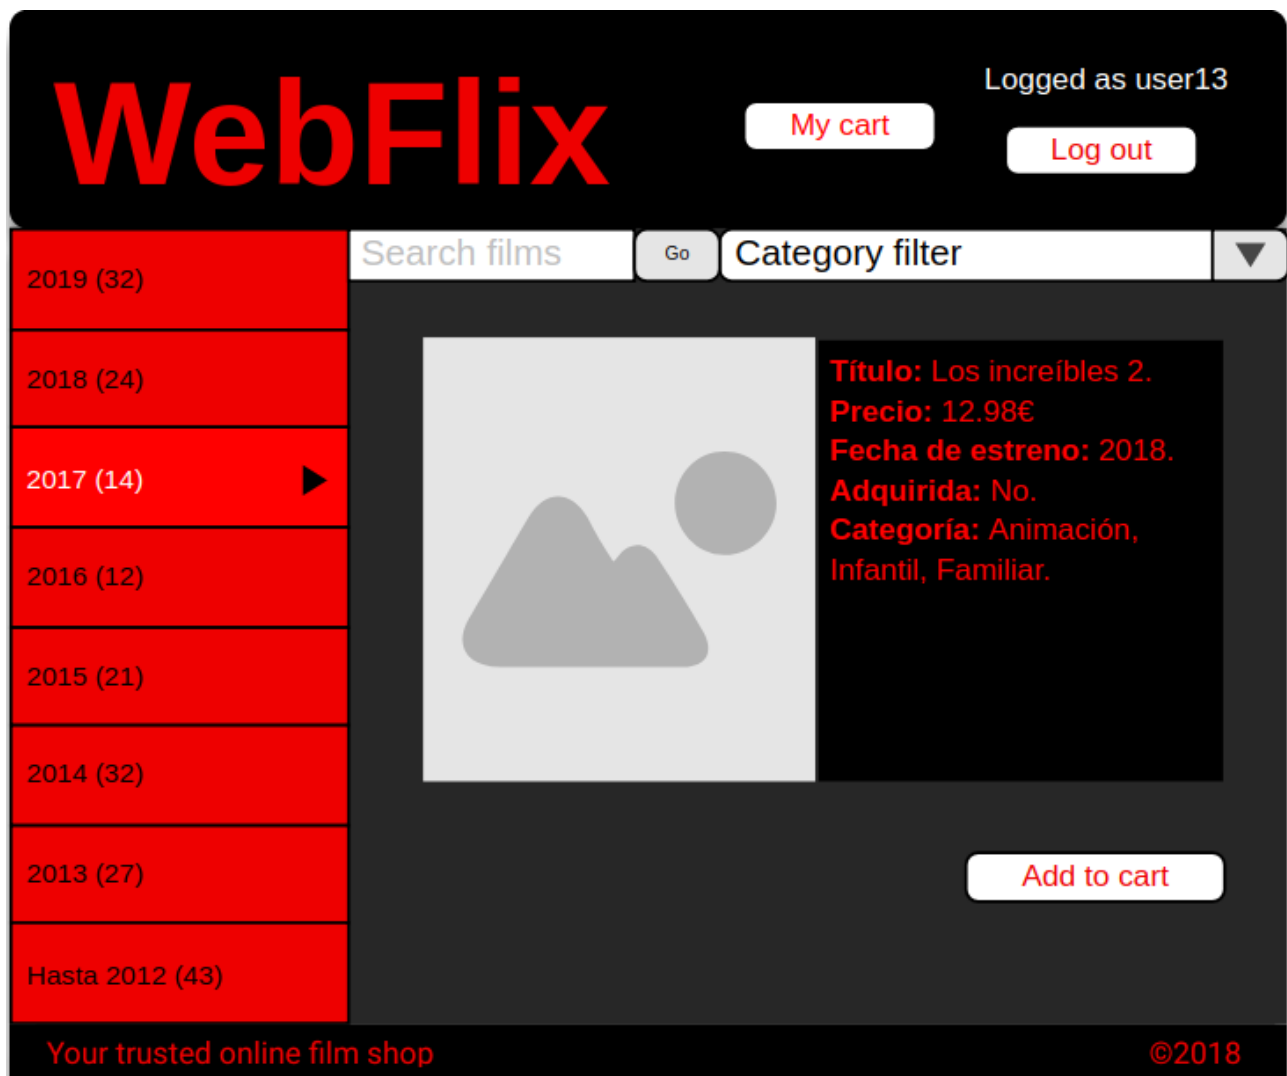 WebFlix
My cart
Logged as user13
Log out
Search films
Go
Category filter
2019 (32)
2018 (24)
2017 (14)
2016 (12)
2015 (21)
2014 (32)
2013 (27)
Hasta 2012 (43)
Título: Los increíbles 2.
Precio: 12.98€
Fecha de estreno: 2018.
Adquirida: No.
Categoría: Animación,
Infantil, Familiar.
Add to cart
Your trusted online film shop
©2018